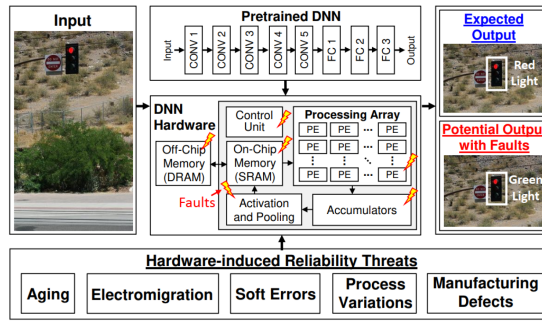 Input
Pretrained DNN
Input
CONV 1
CONV 2
CONV 3
CONV 4
CONV 5
FC 1
FC 2
FC 3
Output
DNN
Hardware
Off-Chip
Memory
(DRAM)
Control
Unit
On-Chip
Memory
(SRAM)
Processing Array
PE PE ... PE
PE PE ... PE
PE PE ... PE
Faults
Activation
and Pooling
Accumulators
Expected
Output
Red
Light
Potential Output
with Faults
Green
Light
Hardware-induced Reliability Threats
Aging
Electromigration
Soft Errors
Process
Variations
Manufacturing
Defects